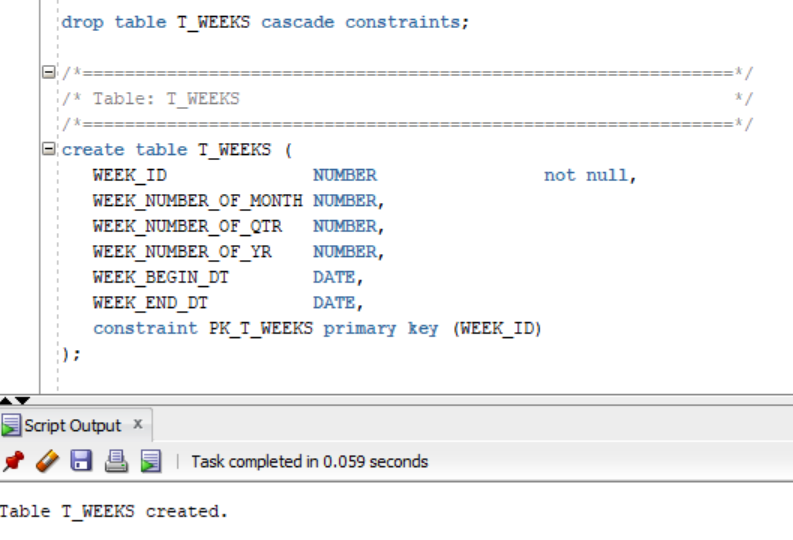 drop table T_WEEKS cascade constraints;
/*==============================================================*/
/* Table: T_WEEKS                                               */
/*==============================================================*/
create table T_WEEKS (
   WEEK_ID              NUMBER                not null,
   WEEK_NUMBER_OF_MONTH NUMBER,
   WEEK_NUMBER_OF_QTR   NUMBER,
   WEEK_NUMBER_OF_YR    NUMBER,
   WEEK_BEGIN_DT        DATE,
   WEEK_END_DT          DATE,
   constraint PK_T_WEEKS primary key (WEEK_ID)
);
Script Output x
Task completed in 0.059 seconds
Table T_WEEKS created.